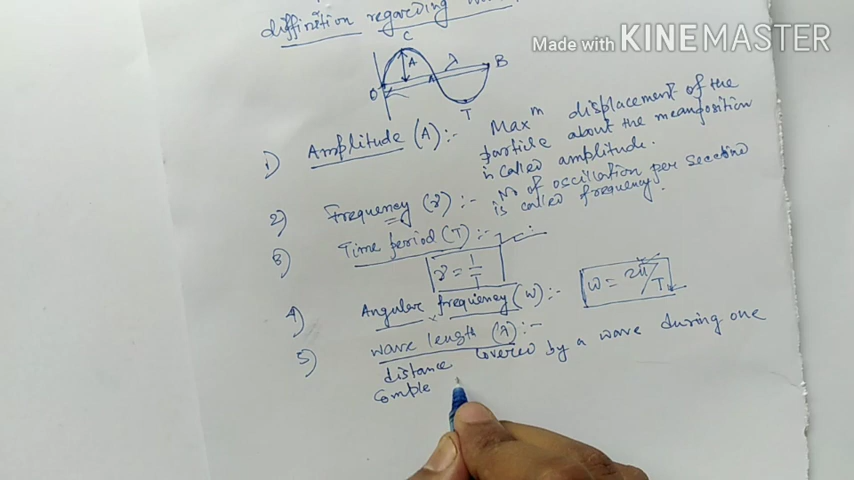 Made with KINEMASTER
diffinition regarding
C
A
λ
B
O
T
1) Amplitude (A) :- Max^m displacement of the
particle about the meanposition
is called amplitude.
2) Frequency (ν) :- No of oscillation per second
is called frequency.
3) Time period (T) :-
ν = 1/T
4) Angular frequency (W) :- W = 2π/T
5) wave length (λ) :-
distance covered by a wave during one
comple